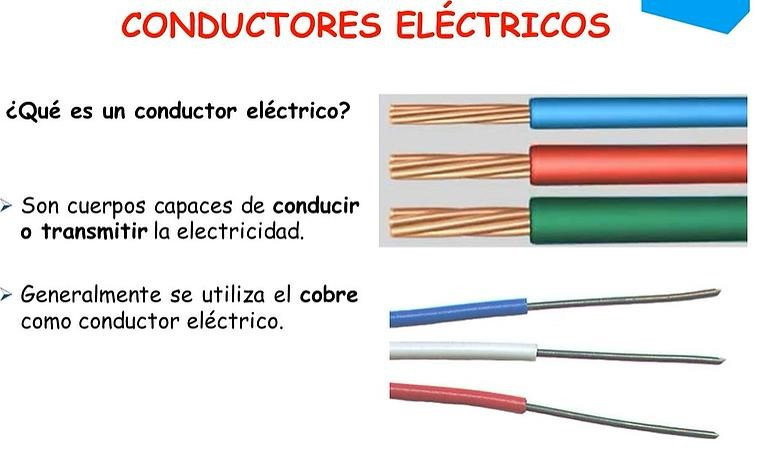 CONDUCTORES ELÉCTRICOS
¿Qué es un conductor eléctrico?
➢ Son cuerpos capaces de conducir
o transmitir la electricidad.
➢ Generalmente se utiliza el cobre
como conductor eléctrico.